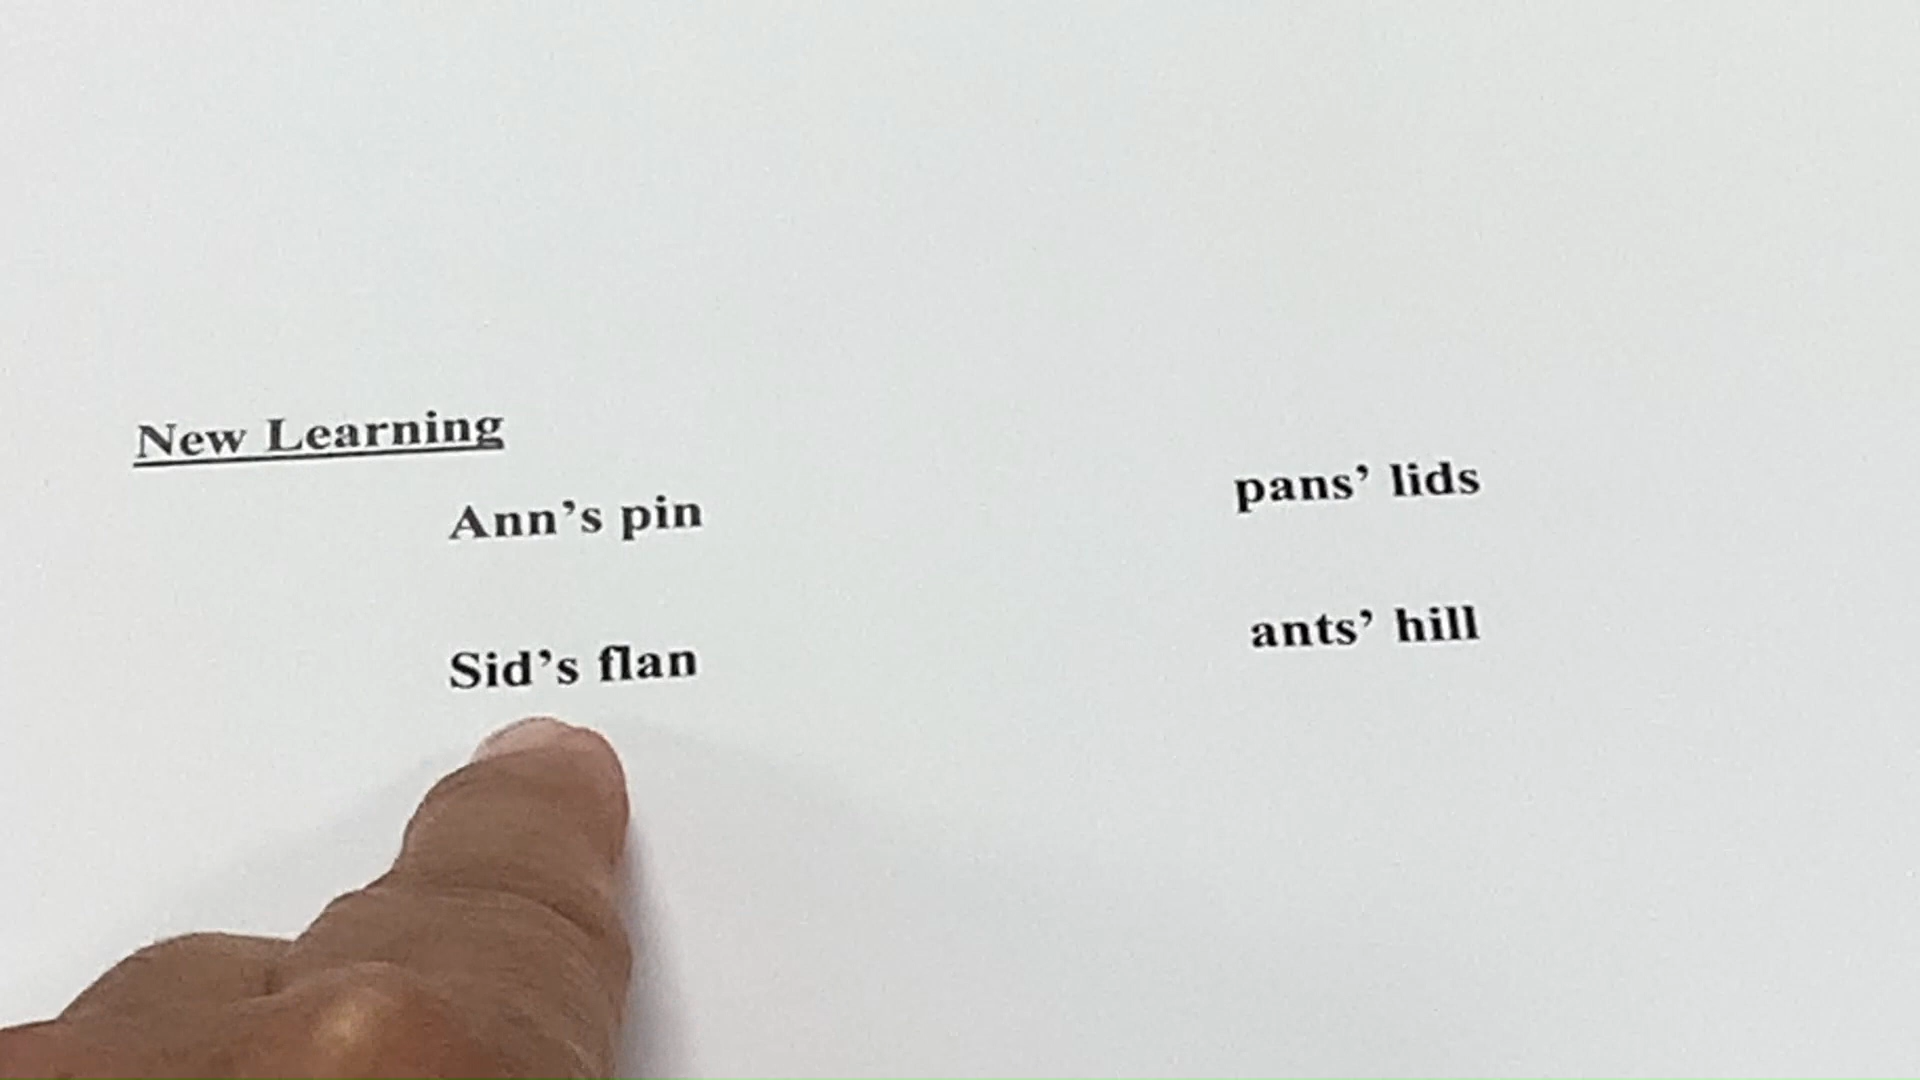 New Learning
Ann’s pin
pans’ lids
Sid’s flan
ants’ hill